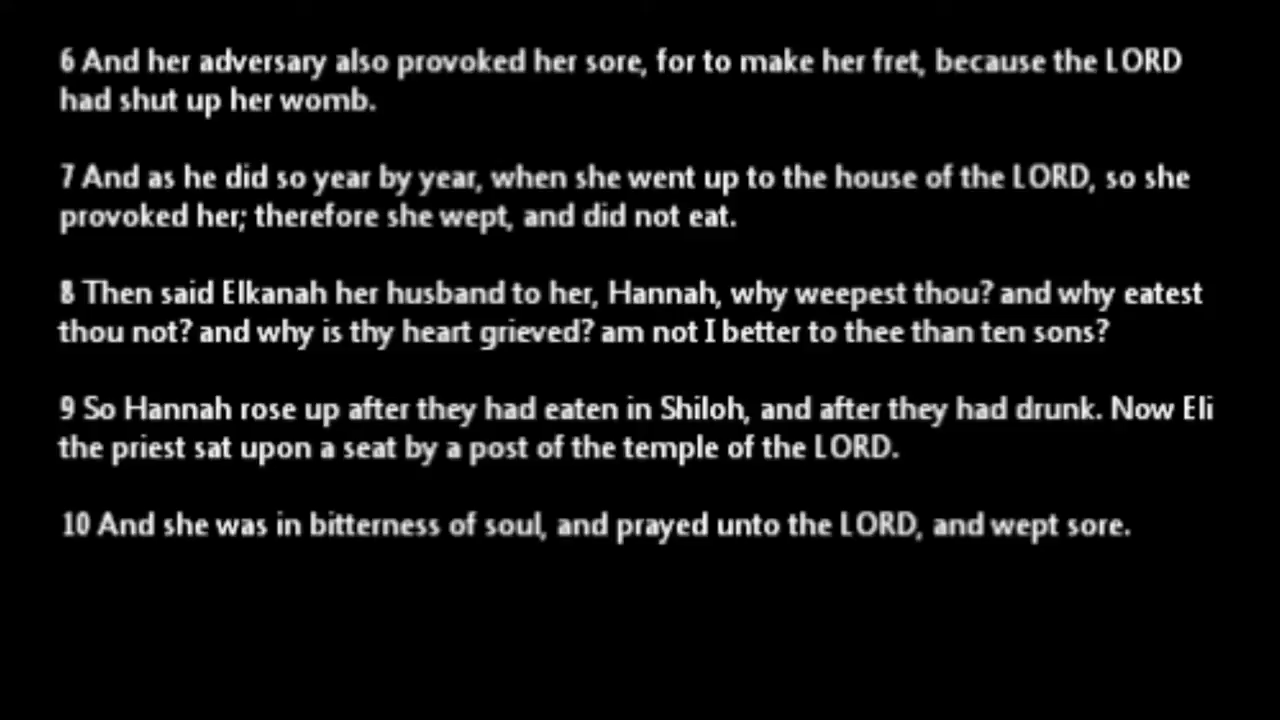 6 And her adversary also provoked her sore, for to make her fret, because the LORD
had shut up her womb.
7 And as he did so year by year, when she went up to the house of the LORD, so she
provoked her; therefore she wept, and did not eat.
8 Then said Elkanah her husband to her, Hannah, why weepest thou? and why eatest
thou not? and why is thy heart grieved? am not I better to thee than ten sons?
9 So Hannah rose up after they had eaten in Shiloh, and after they had drunk. Now Eli
the priest sat upon a seat by a post of the temple of the LORD.
10 And she was in bitterness of soul, and prayed unto the LORD, and wept sore.